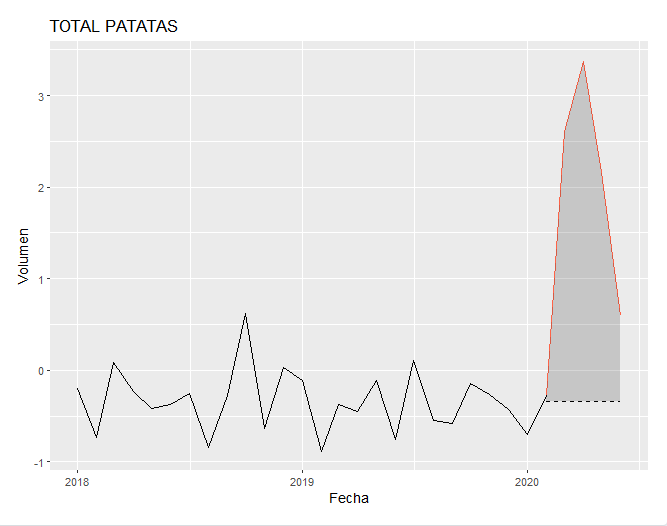 TOTAL PATATAS
3
2
1
0
-1
Volumen
2018
2019
2020
Fecha